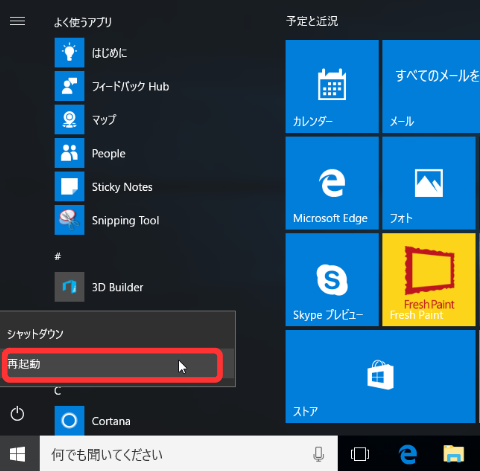 よく使うアプリ
はじめに
フィードバック Hub
マップ
People
Sticky Notes
Snipping Tool
#
3D Builder
シャットダウン
再起動
C
Cortana
何でも聞いてください
予定と近況
カレンダー
すべてのメールを
メール
Microsoft Edge
フォト
Skype プレビュー
Fresh Paint
Fresh Paint
ストア